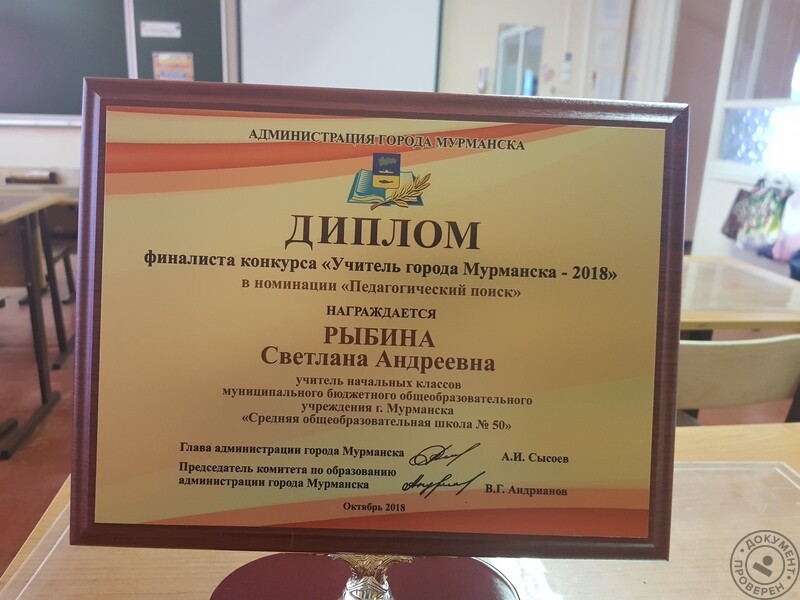 АДМИНИСТРАЦИЯ ГОРОДА МУРМАНСКА
ДИПЛОМ
финалиста конкурса «Учитель города Мурманска - 2018»
в номинации «Педагогический поиск»
НАГРАЖДАЕТСЯ
РЫБИНА
Светлана Андреевна
учитель начальных классов
муниципального бюджетного общеобразовательного
учреждения г. Мурманска
«Средняя общеобразовательная школа № 50»
Глава администрации города Мурманска А.И. Сысоев
Председатель комитета по образованию
администрации города Мурманска В.Г. Андрианов
Октябрь 2018
ДОКУМЕНТ ПРОВЕРЕН